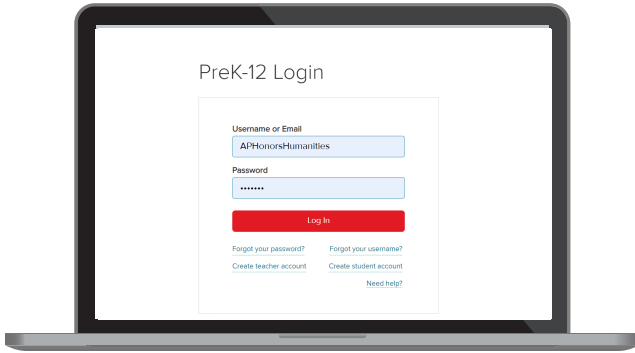 PreK-12 Login
Username or Email
APHonorsHumanities
Password
•••••••
Log In
Forgot your password? Forgot your username?
Create teacher account Create student account
Need help?